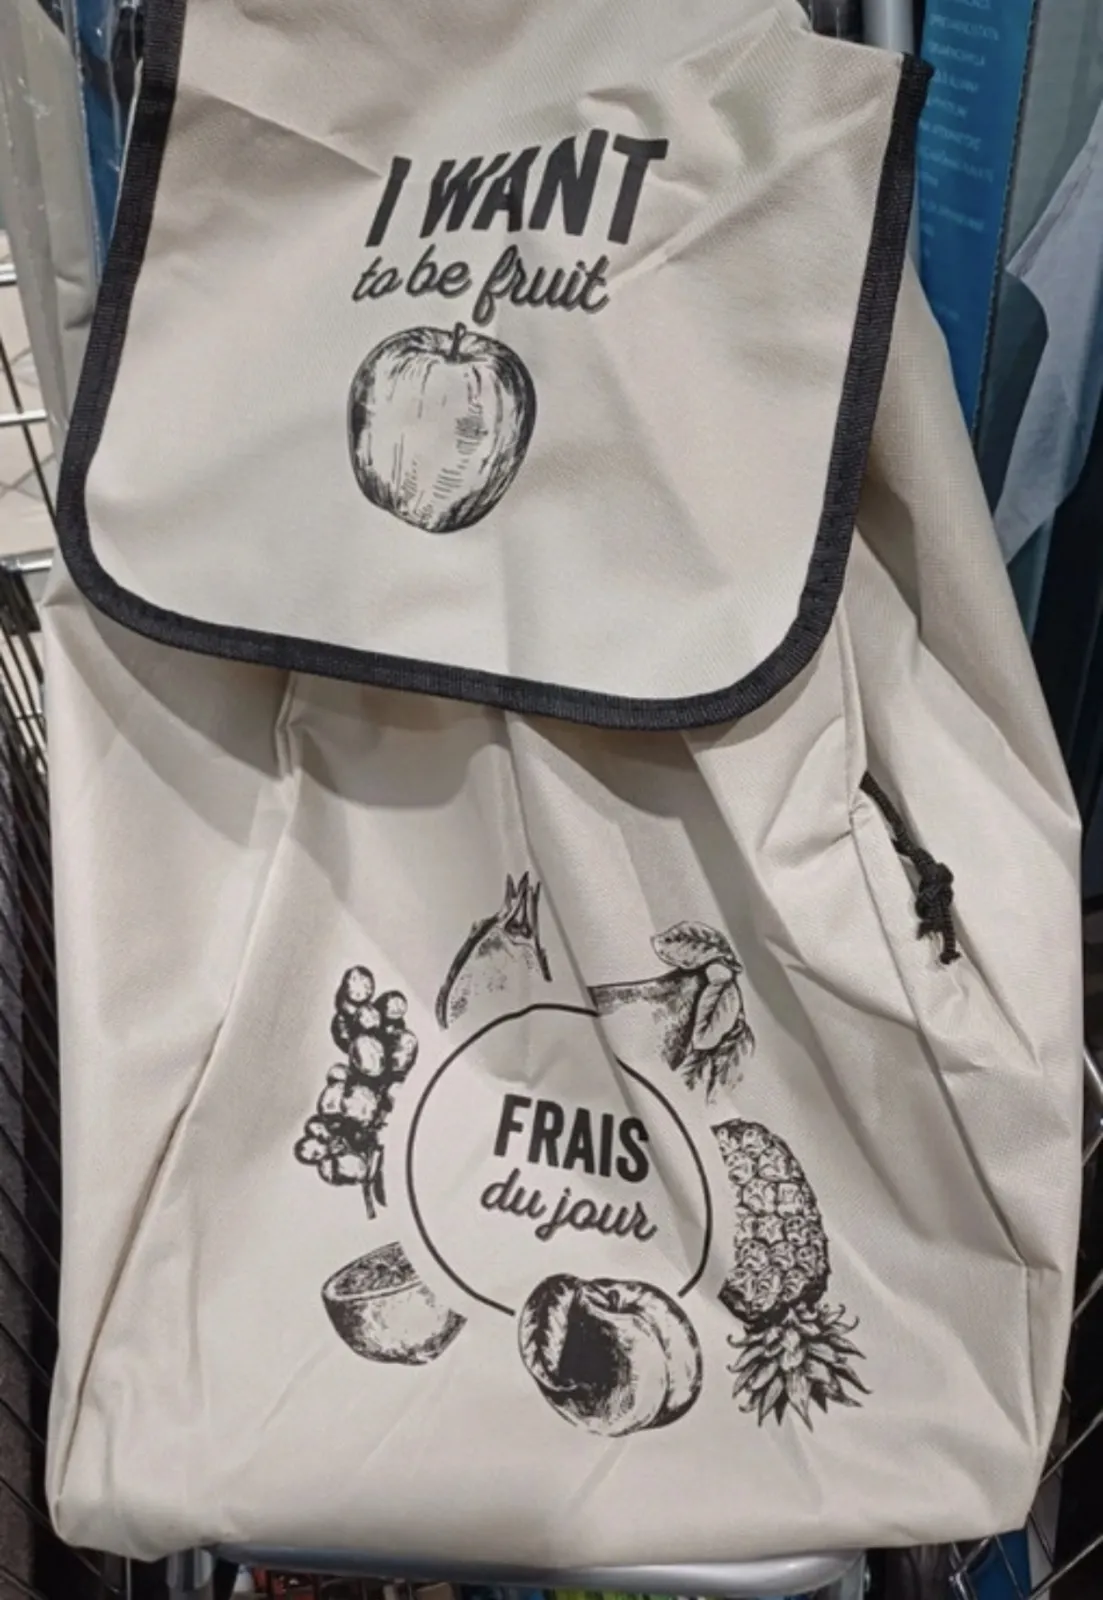 I WANT
to be fruit
FRAIS
du jour